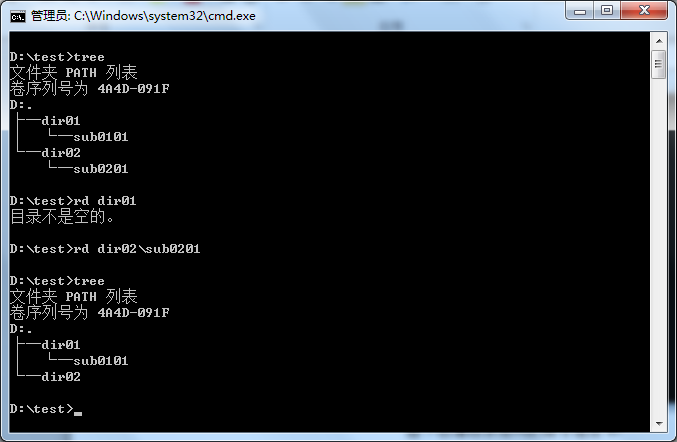 管理员: C:\Windows\system32\cmd.exe
D:\test>tree
文件夹 PATH 列表
卷序列号为 4A4D-091F
D:.
├─dir01
│  └─sub0101
└─dir02
    └─sub0201
D:\test>rd dir01
目录不是空的。
D:\test>rd dir02\sub0201
D:\test>tree
文件夹 PATH 列表
卷序列号为 4A4D-091F
D:.
├─dir01
│  └─sub0101
└─dir02
D:\test>_